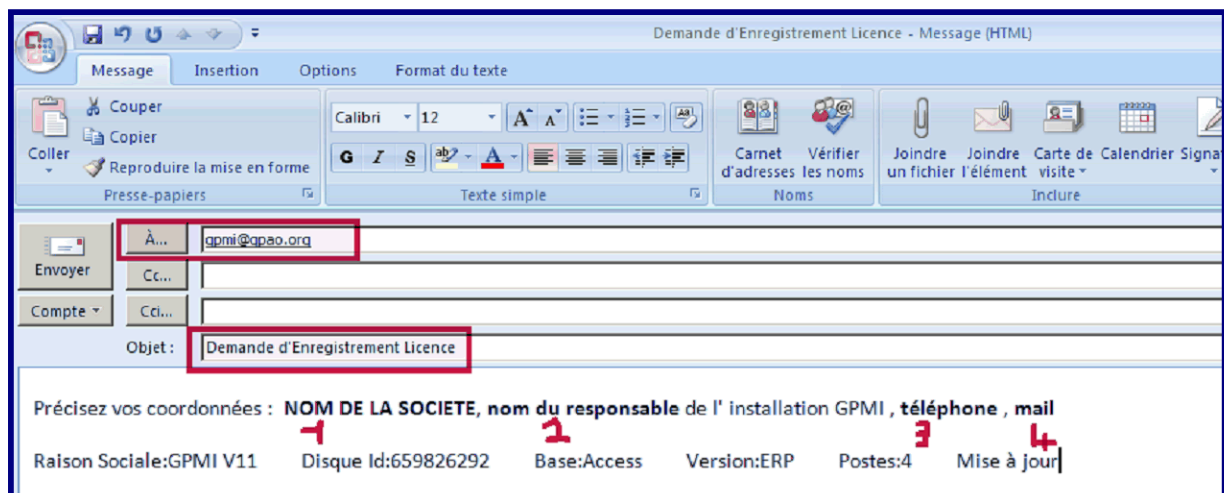 Demande d'Enregistrement Licence - Message (HTML)
Message Insertion Options Format du texte
Coller
Couper
Copier
Reproduire la mise en forme
Presse-papiers
Calibri 12
G I S
Texte simple
Carnet d'adresses
Vérifier les noms
Noms
Joindre un fichier
Joindre l'élément
Carte de visite
Calendrier
Inclure
Envoyer
Compte
À... gpmi@gpao.org
Cc...
Cci...
Objet : Demande d'Enregistrement Licence
Précisez vos coordonnées : NOM DE LA SOCIETE, nom du responsable de l' installation GPMI , téléphone , mail
1 2 3 4
Raison Sociale:GPMI V11 Disque Id:659826292 Base:Access Version:ERP Postes:4 Mise à jour